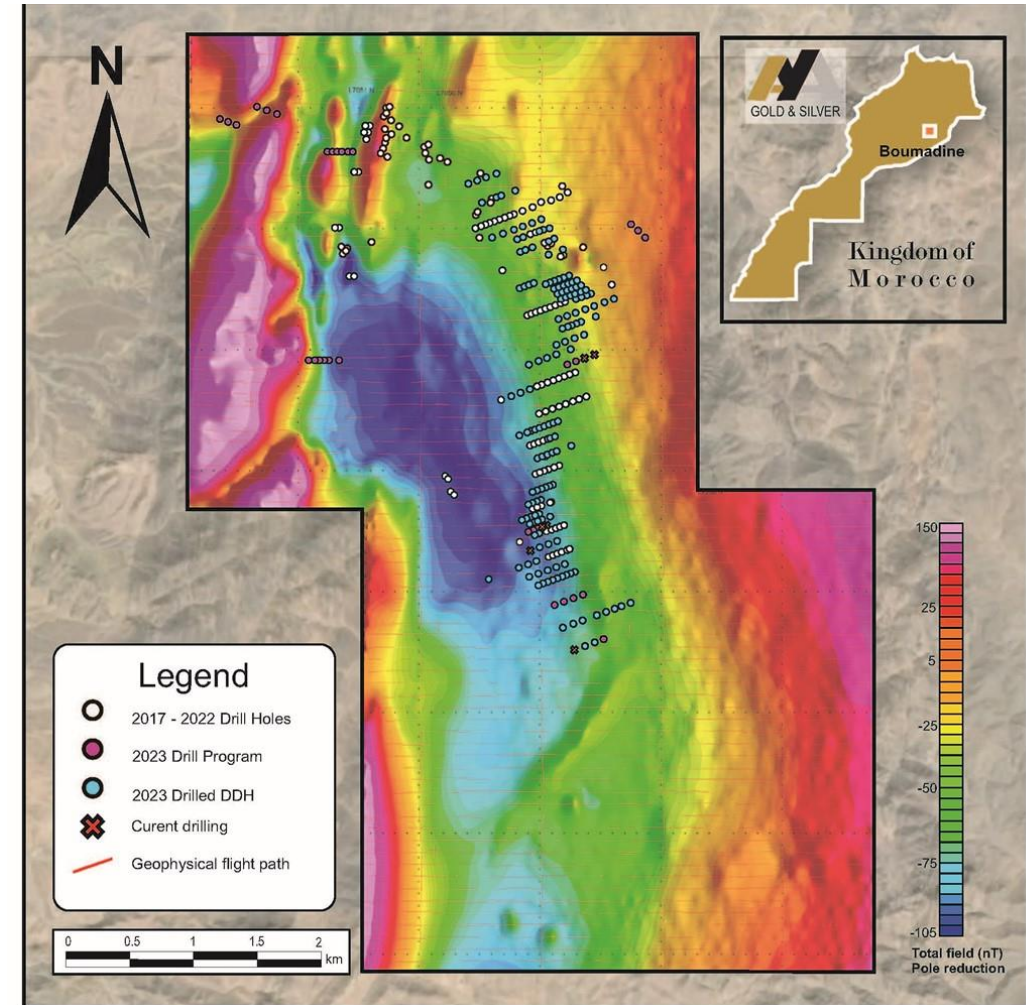 N
GOLD & SILVER
Boumadine
Kingdom of
Morocco
Legend
2017 - 2022 Drill Holes
2023 Drill Program
2023 Drilled DDH
Curent drilling
Geophysical flight path
0 0.5 1 1.5 2
km
150
25
5
-25
-50
-75
-105
Total field (nT)
Pole reduction